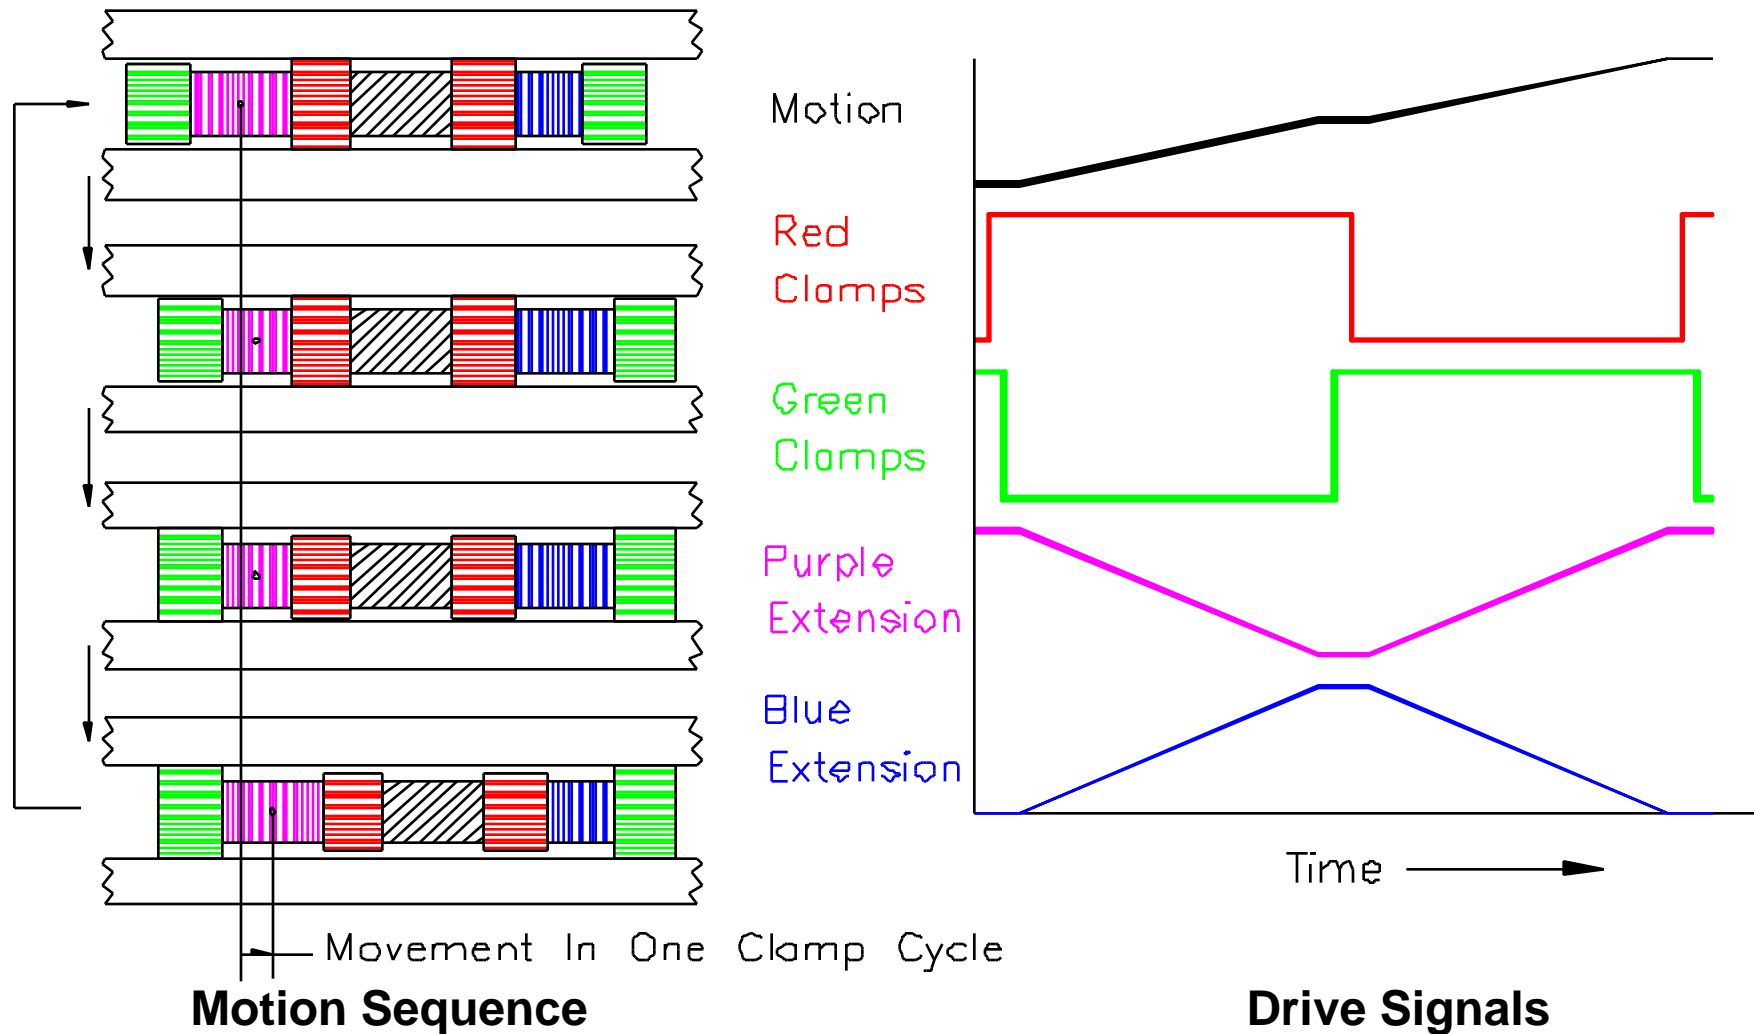 Motion
Red
Clamps
Green
Clamps
Purple
Extension
Blue
Extension
Time
Movement In One Clamp Cycle
Motion Sequence
Drive Signals